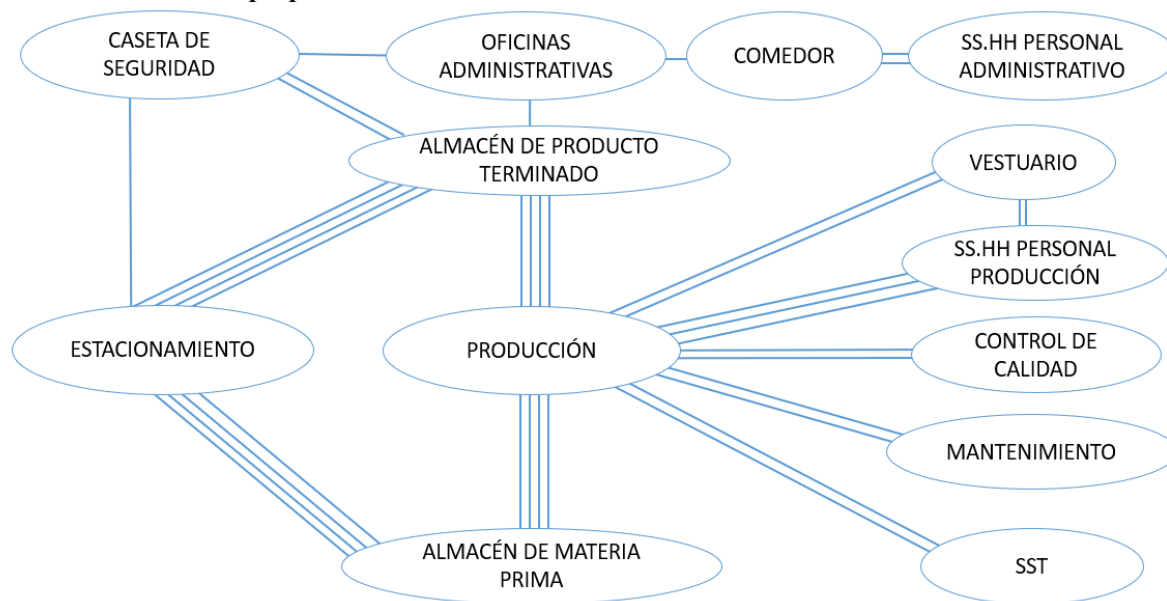 CASETA DE
SEGURIDAD
OFICINAS
ADMINISTRATIVAS
COMEDOR
SS.HH PERSONAL
ADMINISTRATIVO
ALMACÉN DE PRODUCTO
TERMINADO
VESTUARIO
SS.HH PERSONAL
PRODUCCIÓN
ESTACIONAMIENTO
PRODUCCIÓN
CONTROL DE
CALIDAD
MANTENIMIENTO
ALMACÉN DE MATERIA
PRIMA
SST